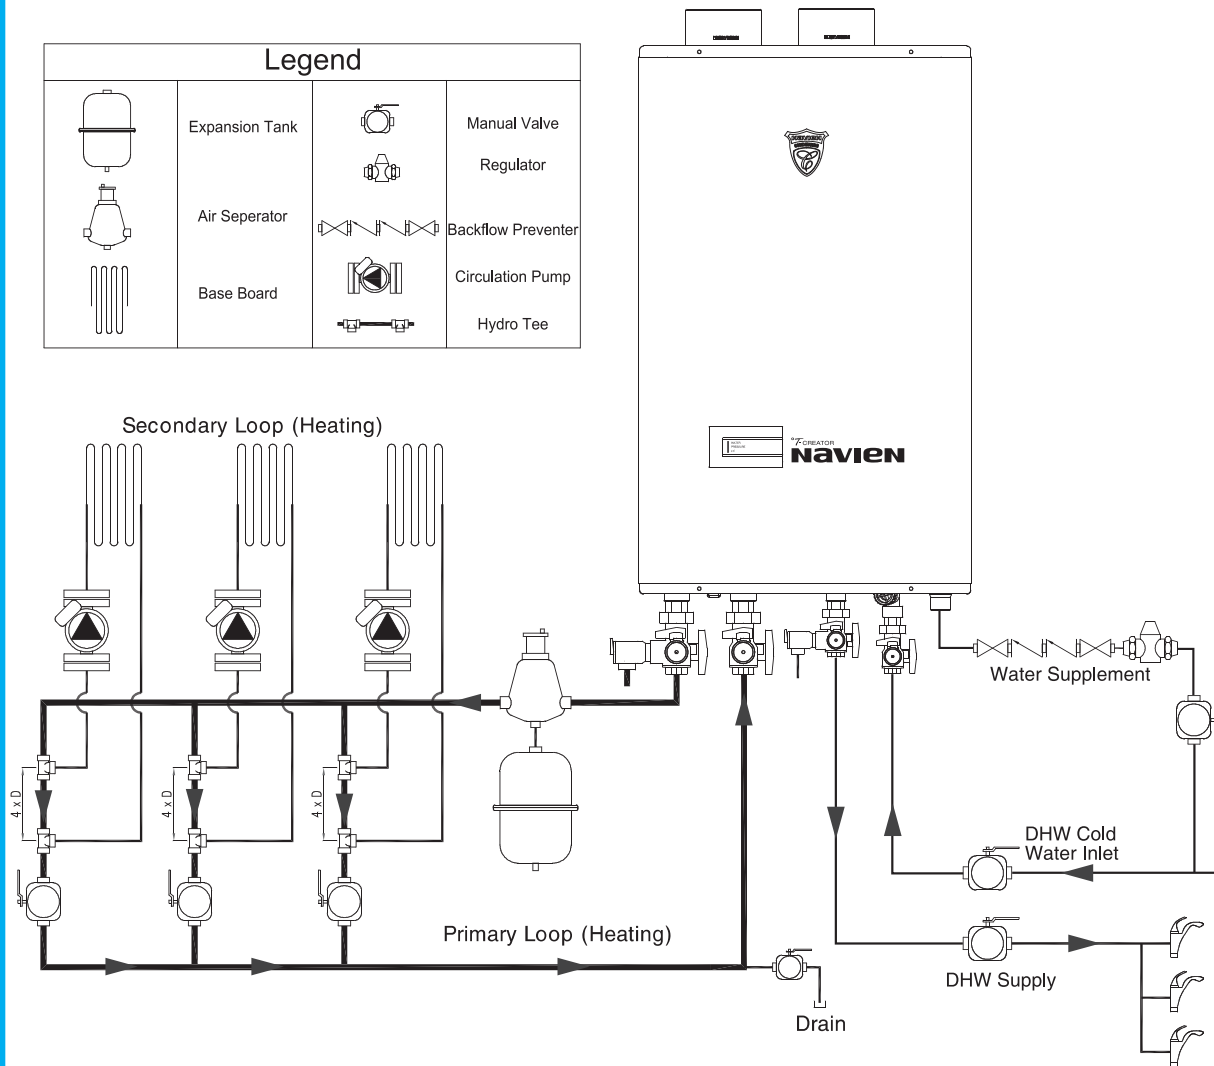 Legend
Expansion Tank
Manual Valve
Regulator
Air Seperator
Backflow Preventer
Base Board
Circulation Pump
Hydro Tee
CREATOR
NAVIEN
Secondary Loop (Heating)
Water Supplement
4 x D
4 x D
4 x D
DHW Cold
Water Inlet
Primary Loop (Heating)
DHW Supply
Drain